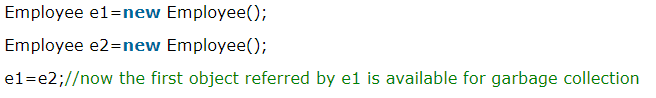 Employee e1=new Employee();
Employee e2=new Employee();
e1=e2;//now the first object referred by e1 is available for garbage collection